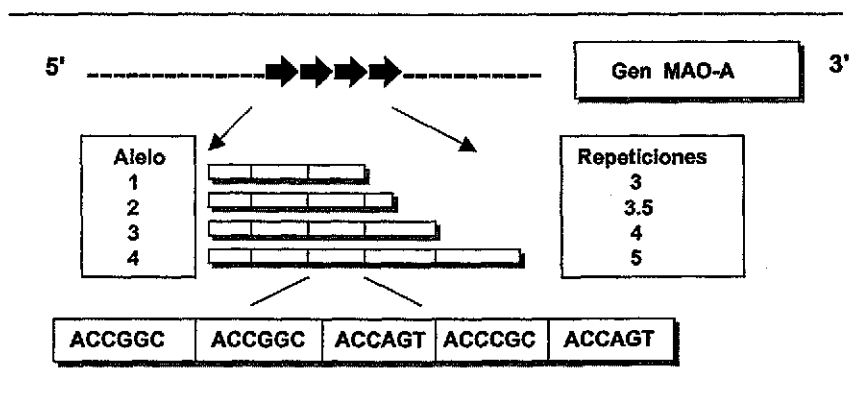 5' Gen MAO-A 3'
Alelo Repeticiones
1 3
2 3.5
3 4
4 5
ACCGGC ACCGGC ACCAGT ACCCGC ACCAGT